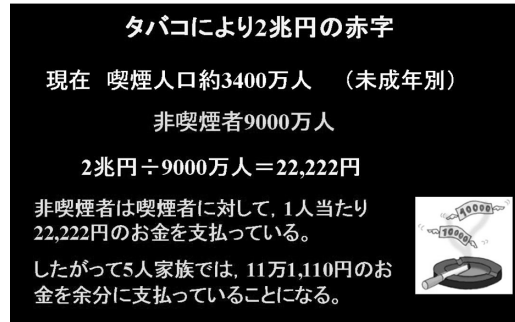 タバコにより2兆円の赤字
現在 喫煙人口約3400万人 （未成年別）
非喫煙者9000万人
2兆円÷9000万人＝22,222円
非喫煙者は喫煙者に対して，1人当たり
22,222円のお金を支払っている。
したがって5人家族では，11万1,110円のお
金を余分に支払っていることになる。
10000
10000